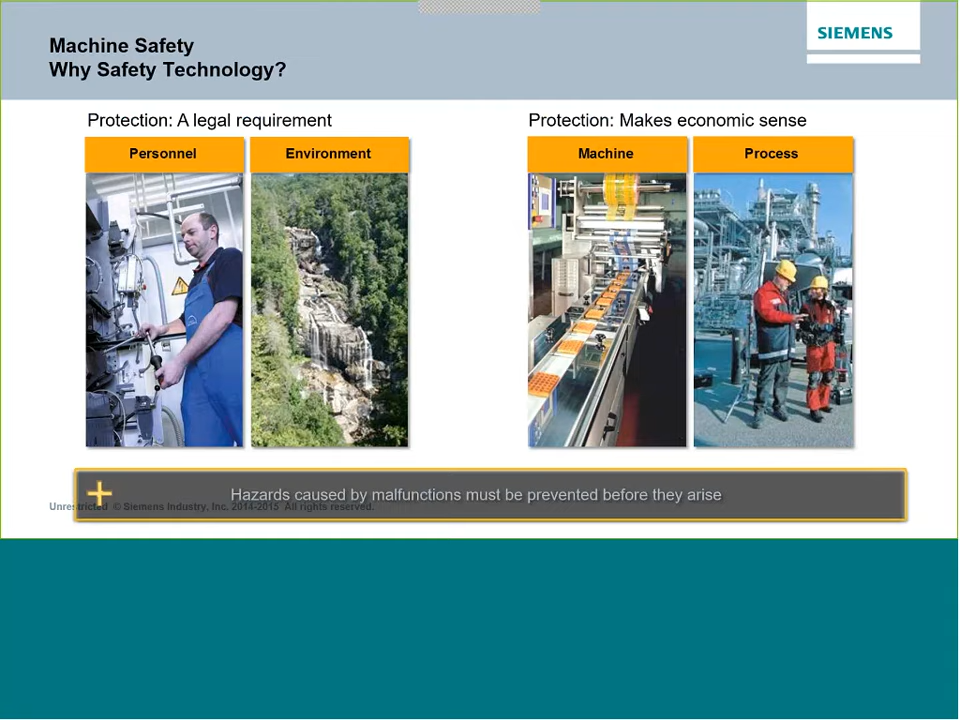 Machine Safety
Why Safety Technology?
SIEMENS
Protection: A legal requirement
Protection: Makes economic sense
Personnel
Environment
Machine
Process
Hazards caused by malfunctions must be prevented before they arise
Unrestricted © Siemens Industry, Inc. 2014-2015 All rights reserved.